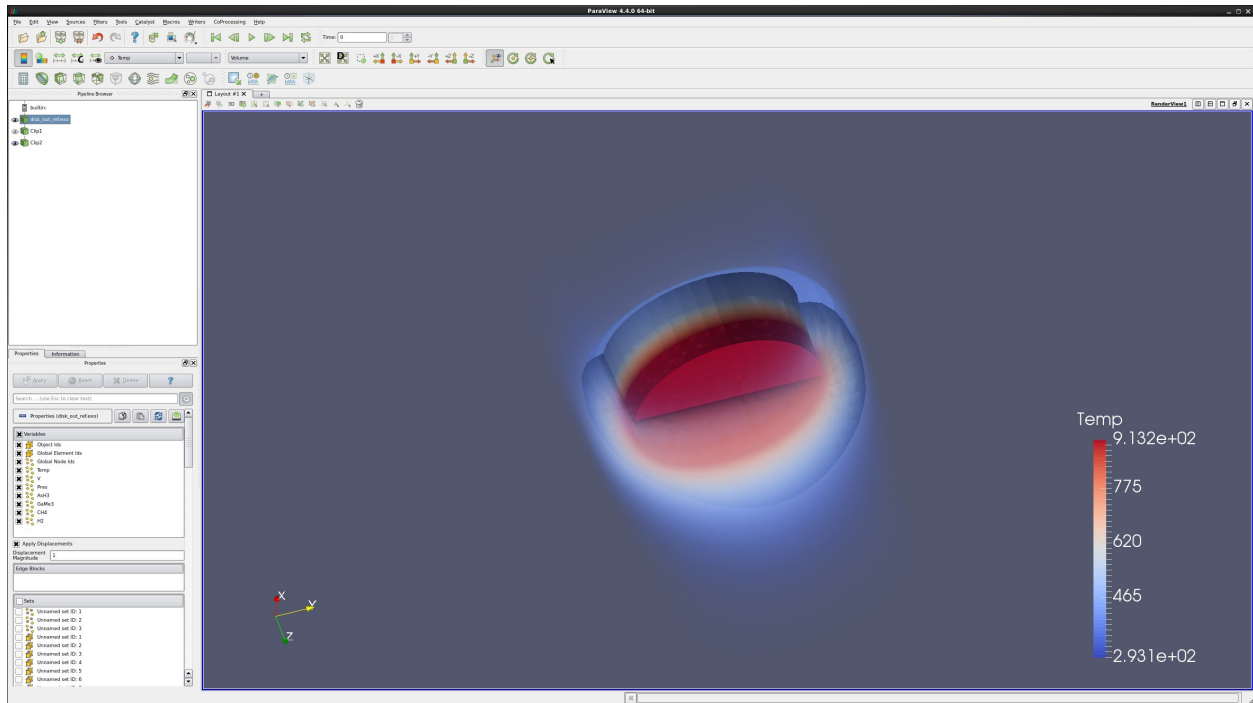 ParaView 4.4.0 64-bit
File Edit View Sources Filters Tools Catalyst Macros Writers CoProcessing Help
Time: 0
Temp
Volume
Pipeline Browser
Layout #1
3D
RenderView1
builtin:
disk_out_ref.exo
Clip1
Clip2
Properties Information
Properties
Apply Reset Delete ?
Search ... (use Esc to clear text)
Properties (disk_out_ref.exo)
Variables
Object Ids
Global Element Ids
Global Node Ids
Temp
V
Pres
AsH3
GaMe3
CH4
H2
Apply Displacements
Displacement Magnitude 1
Edge Blocks
Sets
Unnamed set ID: 1
Unnamed set ID: 2
Unnamed set ID: 3
Unnamed set ID: 1
Unnamed set ID: 2
Unnamed set ID: 3
Unnamed set ID: 4
Unnamed set ID: 5
Unnamed set ID: 6
X
Y
Z
Temp
9.132e+02
775
620
465
2.931e+02